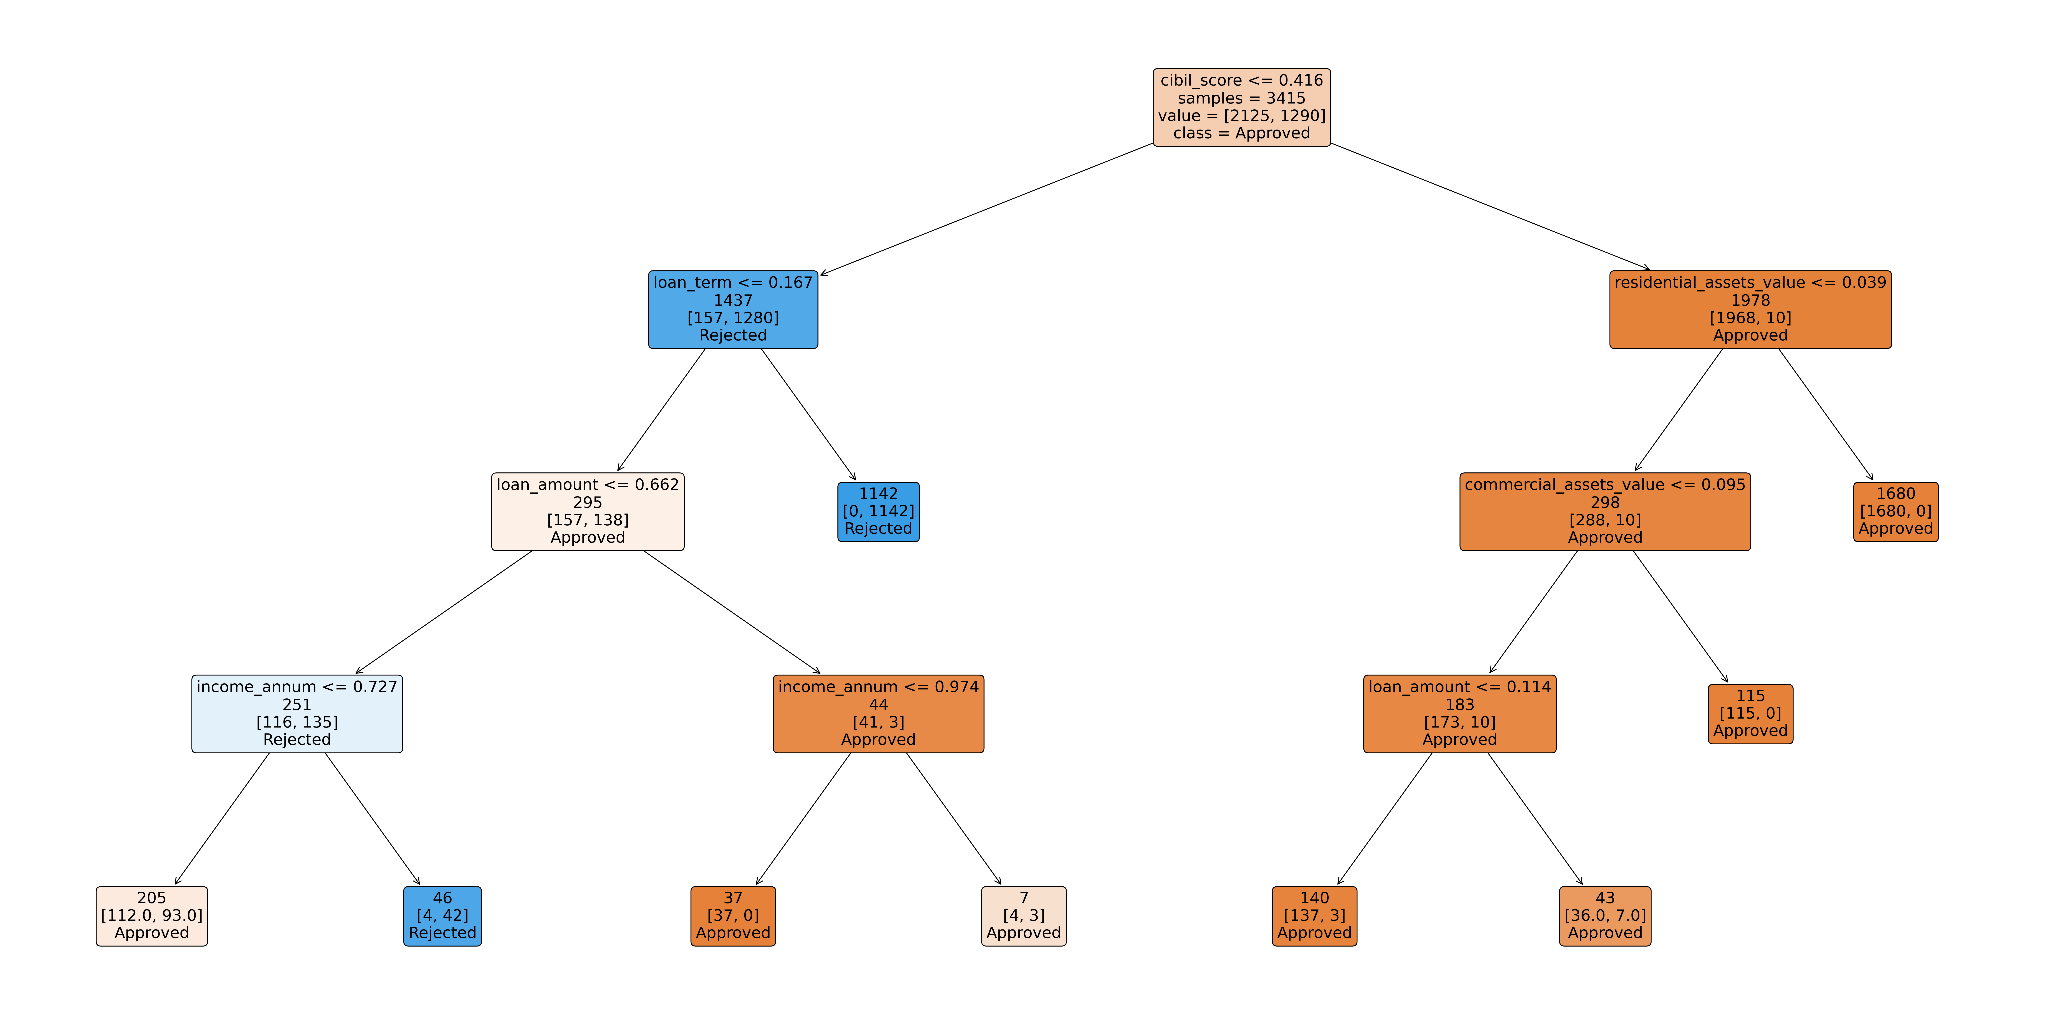 cibil_score <= 0.416
samples = 3415
value = [2125, 1290]
class = Approved
loan_term <= 0.167
1437
[157, 1280]
Rejected
residential_assets_value <= 0.039
1978
[1968, 10]
Approved
loan_amount <= 0.662
295
[157, 138]
Approved
1142
[0, 1142]
Rejected
commercial_assets_value <= 0.095
298
[288, 10]
Approved
1680
[1680, 0]
Approved
income_annum <= 0.727
251
[116, 135]
Rejected
income_annum <= 0.974
44
[41, 3]
Approved
loan_amount <= 0.114
183
[173, 10]
Approved
115
[115, 0]
Approved
205
[112.0, 93.0]
Approved
46
[4, 42]
Rejected
37
[37, 0]
Approved
7
[4, 3]
Approved
140
[137, 3]
Approved
43
[36.0, 7.0]
Approved